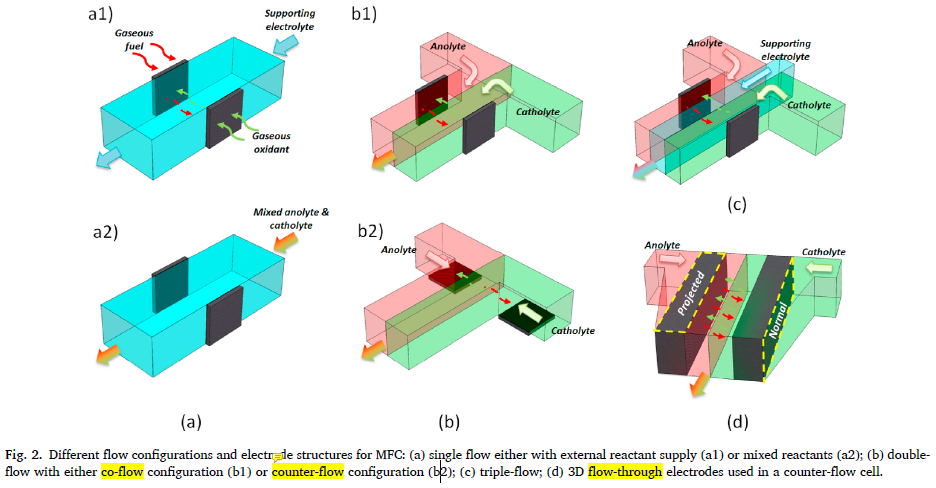 a1)
Gaseous
fuel
Supporting
electrolyte
Gaseous
oxidant
b1)
Anolyte
Catholyte
Anolyte
Supporting
electrolyte
Catholyte
(c)
a2)
Mixed anolyte &
catholyte
(a)
b2)
Anolyte
Catholyte
(b)
Anolyte
Catholyte
Projected
Normal
(d)
Fig. 2. Different flow configurations and electrode structures for MFC: (a) single flow either with external reactant supply (a1) or mixed reactants (a2); (b) double-
flow with either co-flow configuration (b1) or counter-flow configuration (b2); (c) triple-flow; (d) 3D flow-through electrodes used in a counter-flow cell.